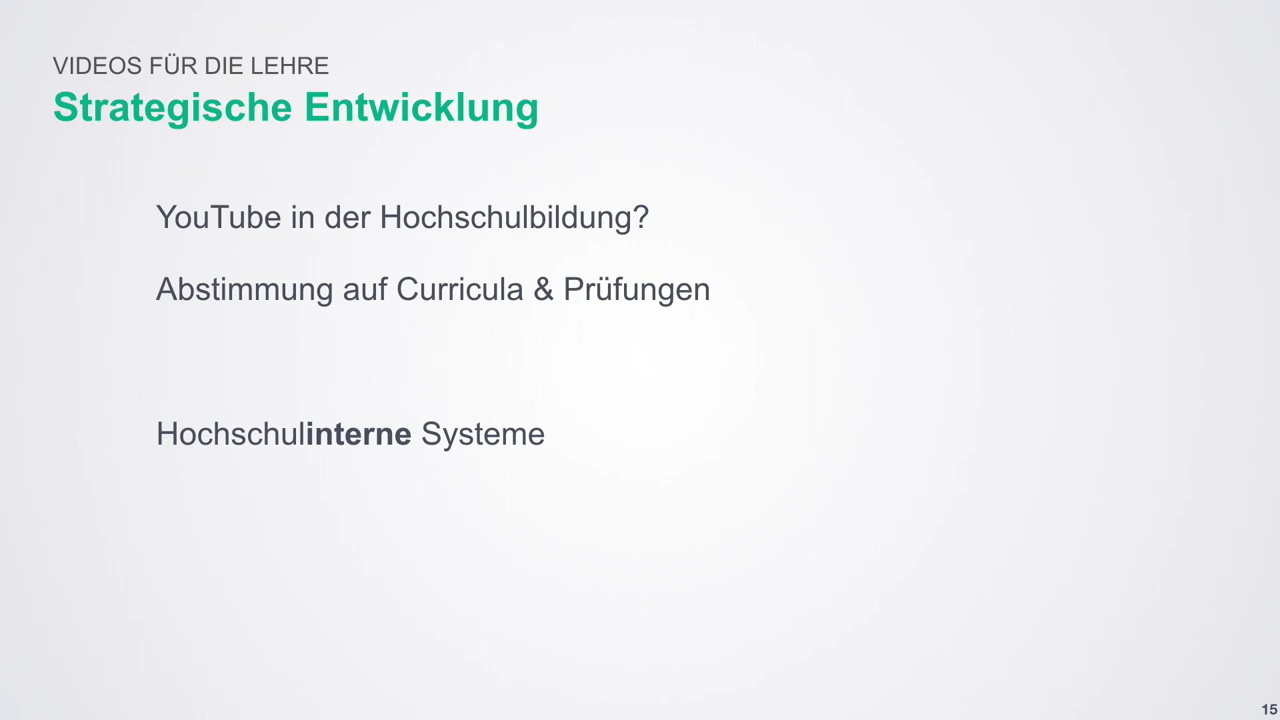 VIDEOS FÜR DIE LEHRE
Strategische Entwicklung
YouTube in der Hochschulbildung?
Abstimmung auf Curricula & Prüfungen
Hochschulinterne Systeme
15